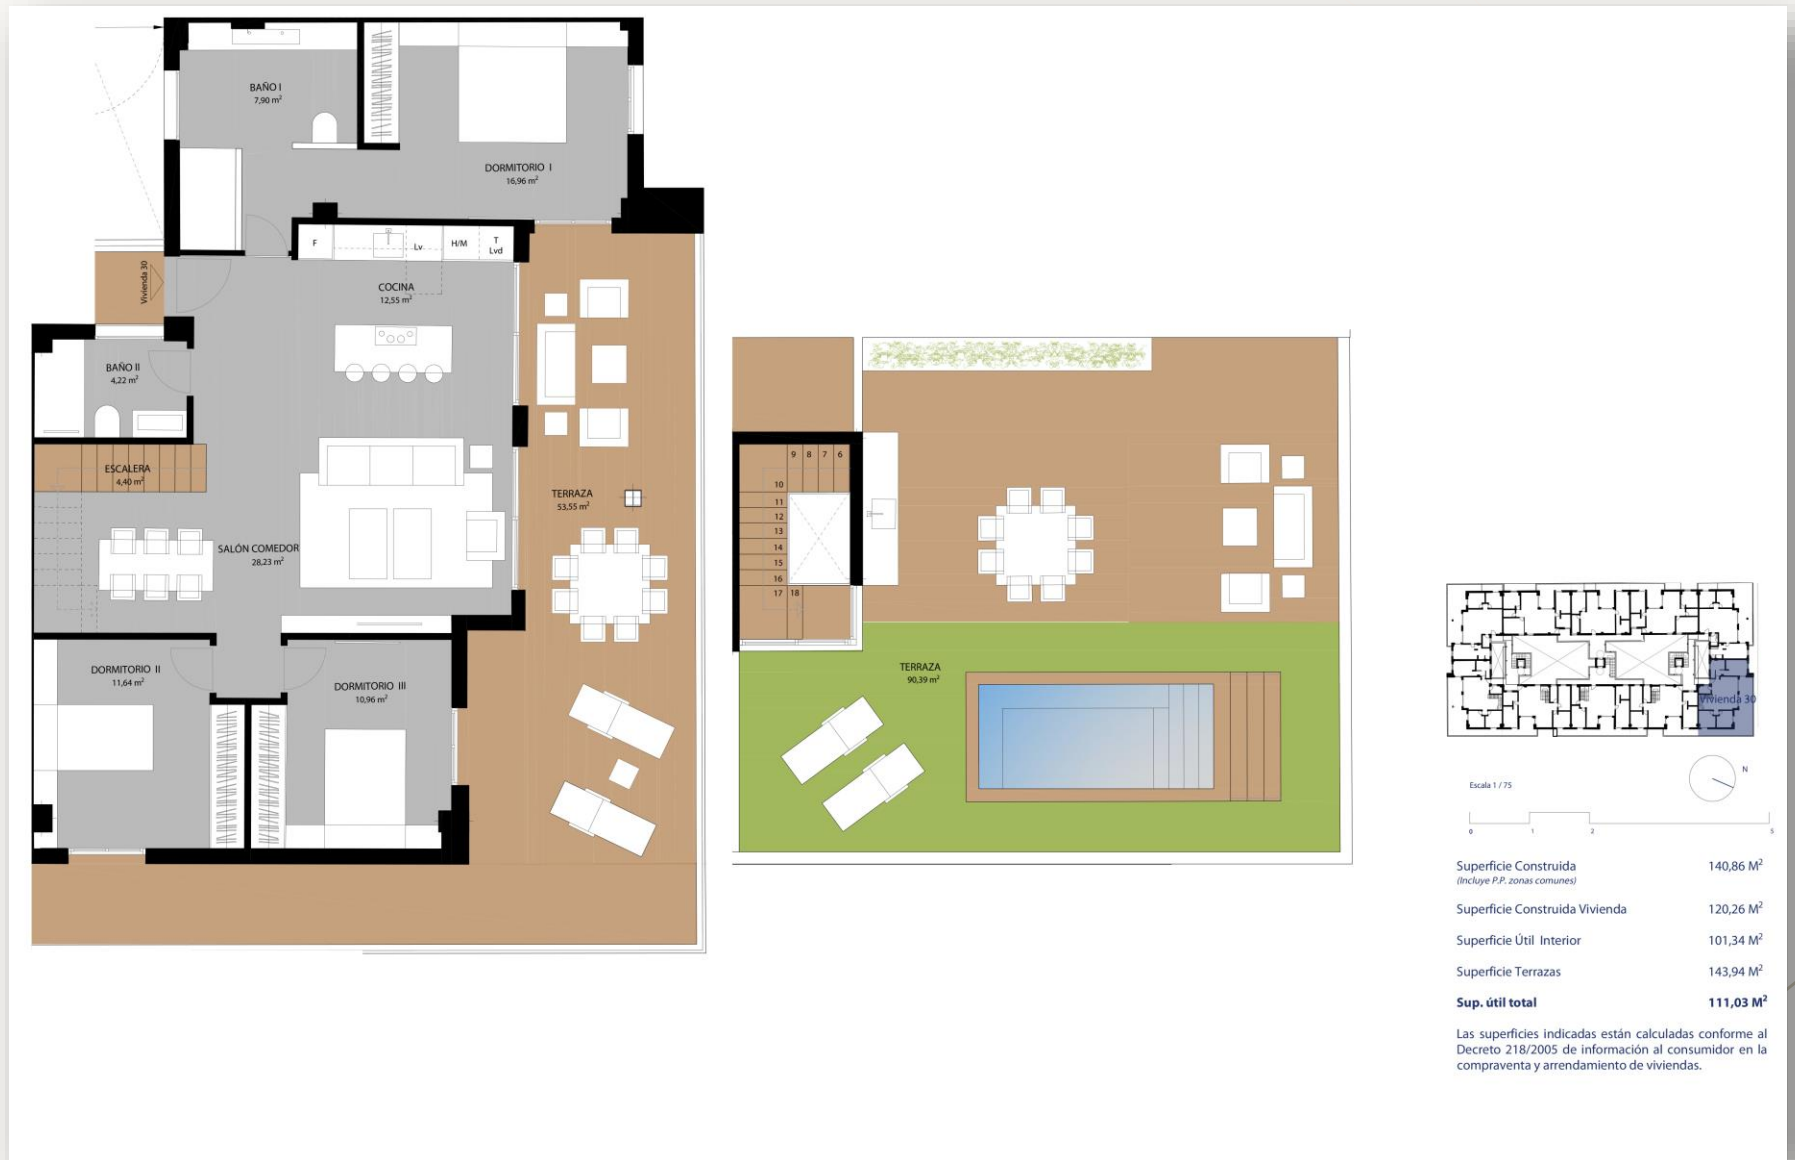 BAÑO I
7,90 m²
DORMITORIO I
16,96 m²
F
Lv
H/M
T
Lvd
Vivienda 30
COCINA
12,55 m²
BAÑO II
4,22 m²
ESCALERA
4,40 m²
TERRAZA
53,55 m²
SALÓN COMEDOR
28,23 m²
DORMITORIO II
11,64 m²
DORMITORIO III
10,96 m²
9 8 7 6
10
11
12
13
14
15
16
17 18
TERRAZA
90,39 m²
Vivienda 30
N
Escala 1 / 75
0 1 2 5
Superficie Construida 140,86 M²
(Incluye P.P. zonas comunes)
Superficie Construida Vivienda 120,26 M²
Superficie Útil Interior 101,34 M²
Superficie Terrazas 143,94 M²
Sup. útil total 111,03 M²
Las superficies indicadas están calculadas conforme al
Decreto 218/2005 de información al consumidor en la
compraventa y arrendamiento de viviendas.